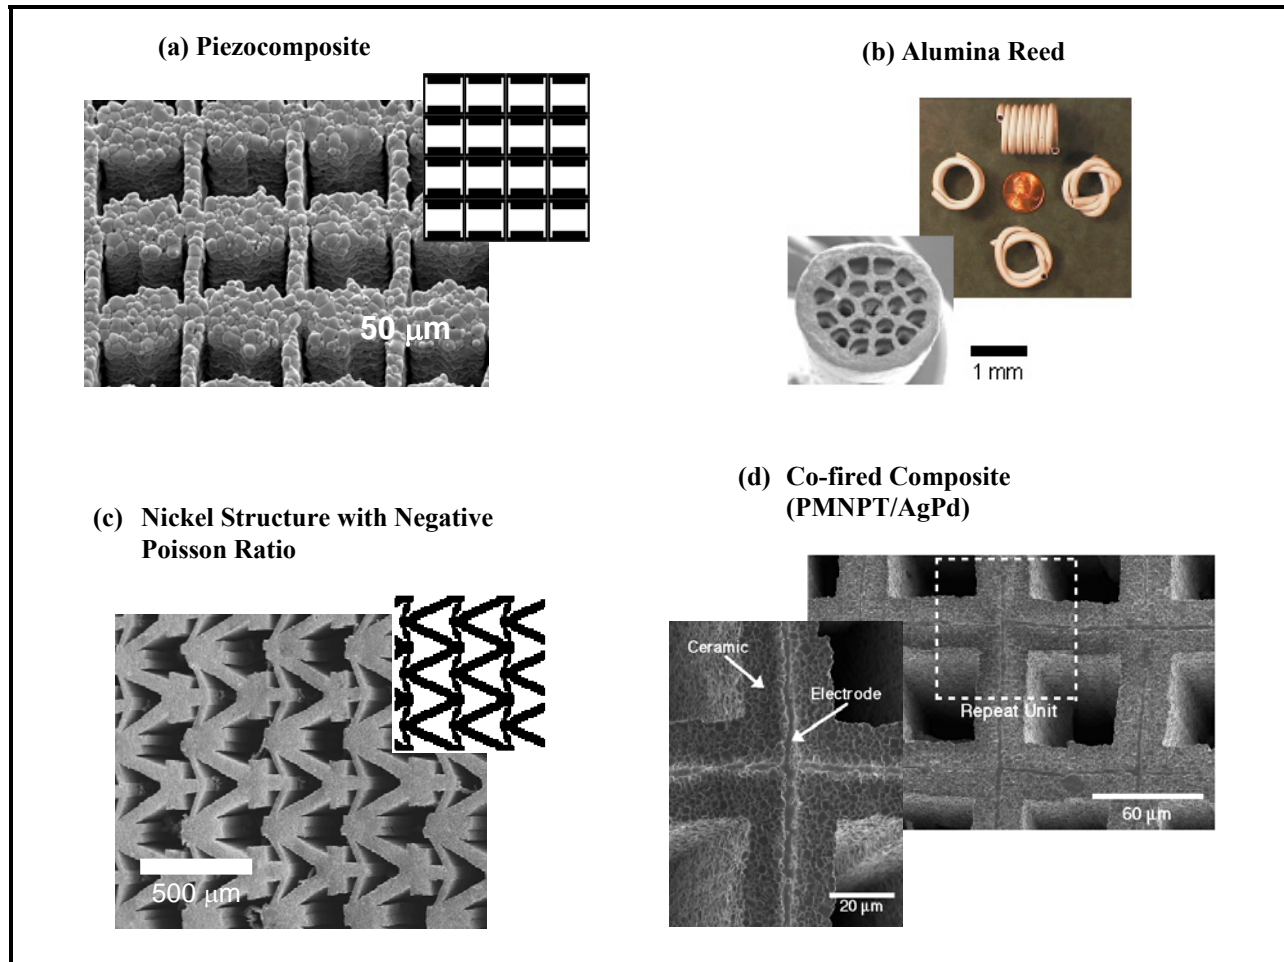 (a) Piezocomposite
50 μm
(b) Alumina Reed
1 mm
(c) Nickel Structure with Negative
Poisson Ratio
500 μm
(d) Co-fired Composite
(PMNPT/AgPd)
Ceramic
Electrode
Repeat Unit
60 μm
20 μm